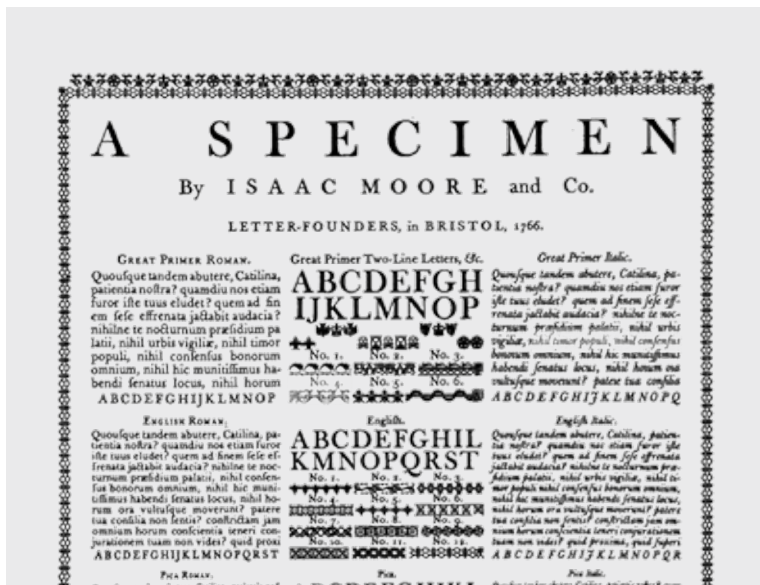 A SPECIMEN
By ISAAC MOORE and Co.
LETTER-FOUNDERS, in BRISTOL, 1766.
GREAT PRIMER ROMAN.
Quouſque tandem abutere, Catilina,
patientia noſtra? quamdiu nos etiam
furor iſte tuus eludet? quem ad fin
em ſeſe effrenata jactabit audacia?
nihilne te nocturnum præſidium pa
latii, nihil urbis vigiliæ, nihil timor
populi, nihil conſenſus bonorum
omnium, nihil hic munitiſſimus ha-
bendi ſenatus locus, nihil horum
ABCDEFGHIJKLMNOP
Great Primer Two-Line Letters, &c.
ABCDEFGH
IJKLMNOP
No. 1. No. 2. No. 3.
No. 4. No. 5. No. 6.
Great Primer Italic.
Quouſque tandem abutere, Catilina, pa-
tientia noſtra? quamdiu nos etiam furor
iſte tuus eludet? quem ad finem ſeſe eff-
renata jactabit audacia? nihilne te noc-
turnum præſidium palatii, nihil urbis
vigiliæ, nihil timor populi, nihil conſenſus
bonorum omnium, nihil hic munitiſſimus
habendi ſenatus locus, nihil horum ora
vultuſque moverunt? patere tua conſilia
ABCDEFGHIJKLMNOPQ
ENGLISH ROMAN.
Quouſque tandem abutere, Catilina, pa-
tientia noſtra? quamdiu nos etiam furor
iſte tuus eludet? quem ad finem ſeſe ef-
frenata jactabit audacia? nihilne te noc-
turnum præſidium palatii, nihil conſen-
ſus bonorum omnium, nihil hic muni-
tiſſimus habendi ſenatus locus, nihil ho-
rum ora vultuſque moverunt? patere
tua conſilia non ſentis? conſtrictam jam
omnium horum conſcientia teneri con-
jurationem tuam non vides? quid proxi
ABCDEFGHIJKLMNOPQRST
Engliſh.
ABCDEFGHIL
KMNOPQRST
No. 1. No. 2. No. 3.
No. 4. No. 5. No. 6.
No. 7. No. 8. No. 9.
No. 10. No. 11. No. 12.
Engliſh Italic.
Quouſque tandem abutere, Catilina, patien-
tia noſtra? quamdiu nos etiam furor iſte
tuus eludet? quem ad finem ſeſe effrenata
jactabit audacia? nihilne te nocturnum præ-
ſidium palatii, nihil urbis vigiliæ, nihil ti-
mor populi nihil conſenſus bonorum omnium,
nihil hic munitiſſimus habendi ſenatus locus,
nihil horum ora vultuſque moverunt? patere
tua conſilia non ſentis? conſtrictam jam om-
nium horum conſcientia teneri conjurationem
tuam non vides? quid proxima, quid ſuperi
ABCDEFGHIJKLMNOPQR
PICA ROMAN.
Pica.
Pica Italic.